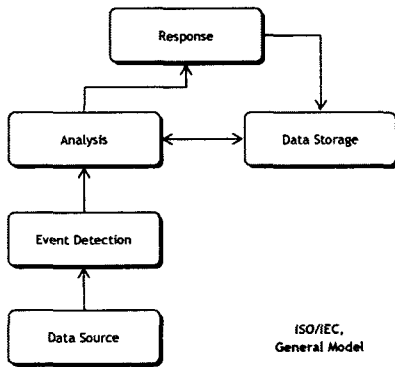 Response
Analysis
Data Storage
Event Detection
Data Source
ISO/IEC,
General Model